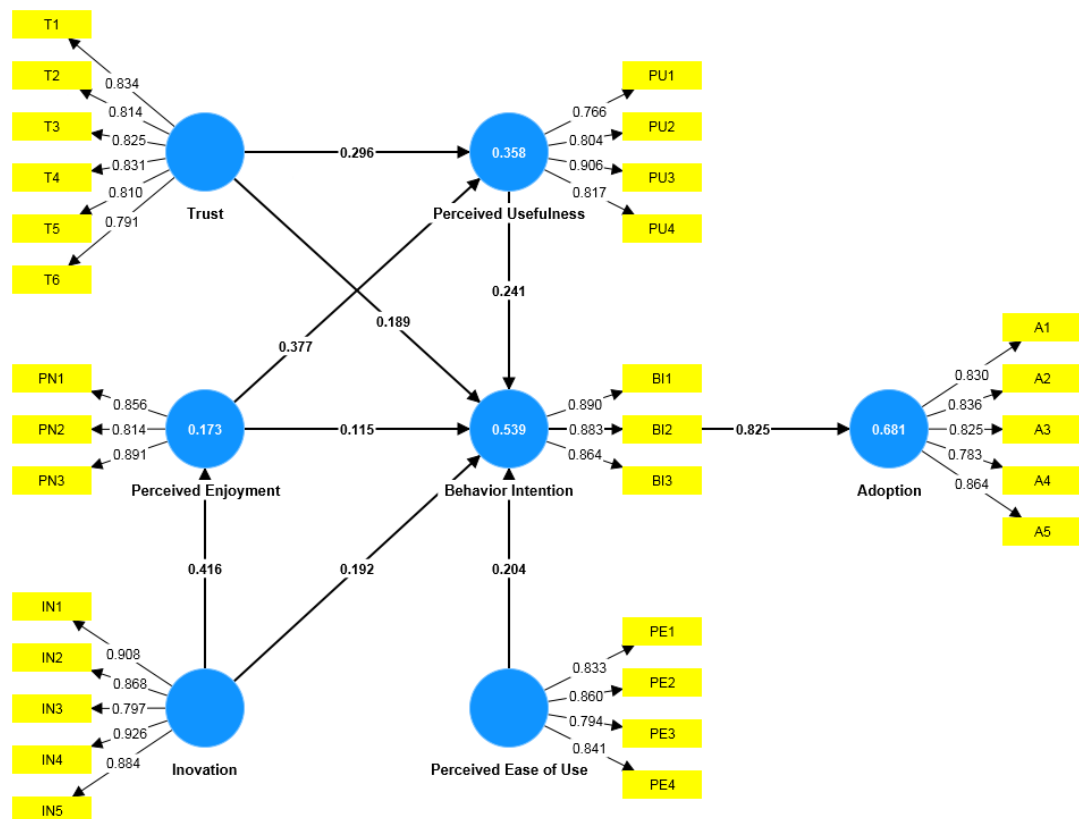 T1
T2
T3
T4
T5
T6
0.834
0.814
0.825
0.831
0.810
0.791
Trust
0.296
0.358
Perceived Usefulness
PU1
PU2
PU3
PU4
0.766
0.804
0.906
0.817
0.241
0.189
0.377
PN1
PN2
PN3
0.856
0.814
0.891
0.173
Perceived Enjoyment
0.115
0.539
Behavior Intention
BI1
BI2
BI3
0.890
0.883
0.864
0.825
0.681
Adoption
A1
A2
A3
A4
A5
0.830
0.836
0.825
0.783
0.864
0.416
0.192
0.204
IN1
IN2
IN3
IN4
IN5
0.908
0.868
0.797
0.926
0.884
Inovation
Perceived Ease of Use
PE1
PE2
PE3
PE4
0.833
0.860
0.794
0.841